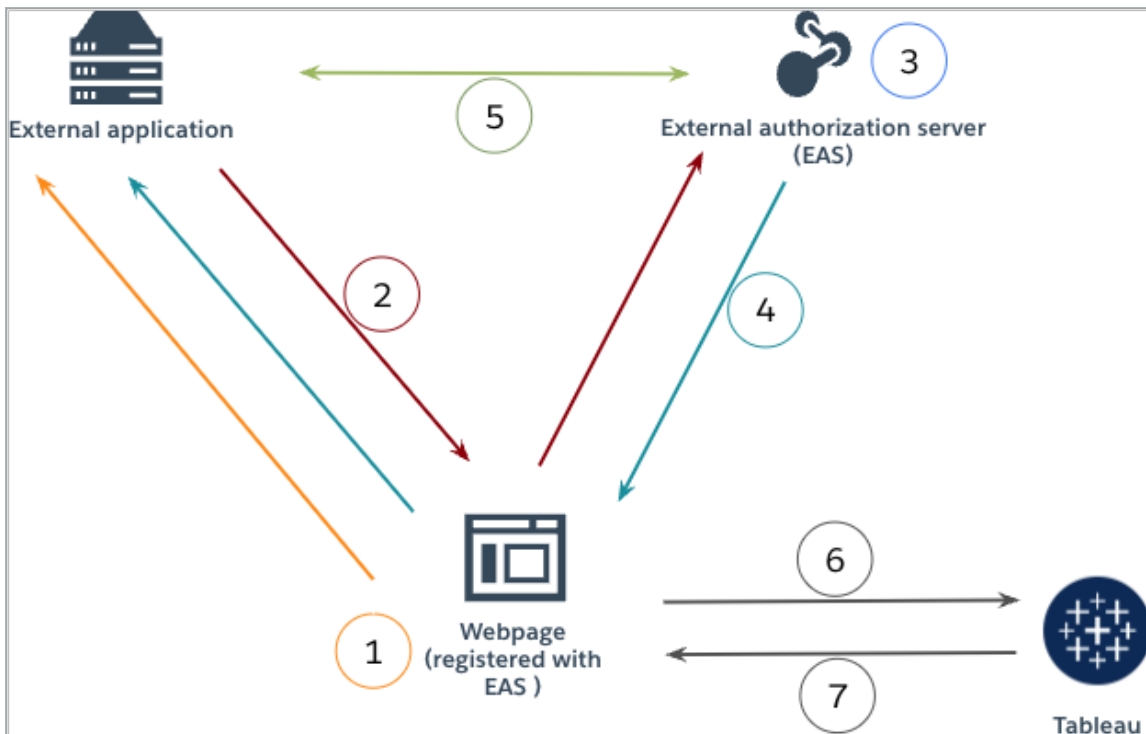 3
External application
5
External authorization server
(EAS)
2
4
6
1
Webpage
(registered with
EAS )
7
Tableau